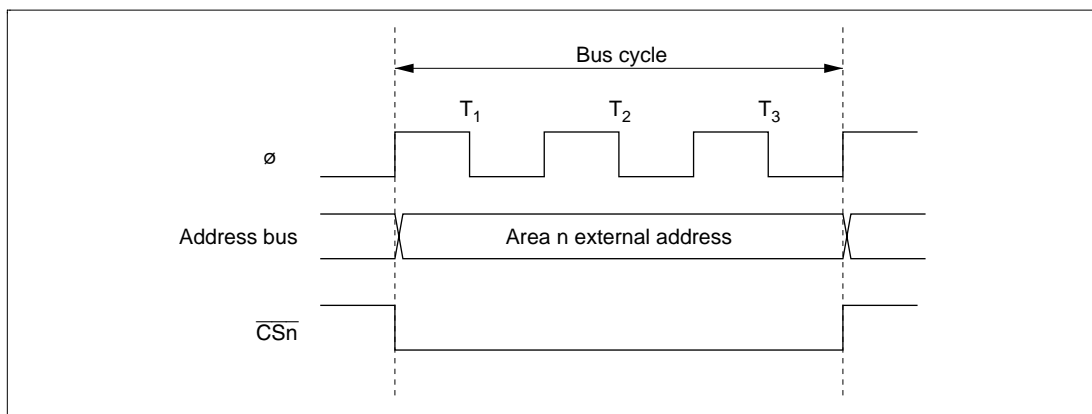 Bus cycle
T1 T2 T3
ø
Address bus Area n external address
CSn